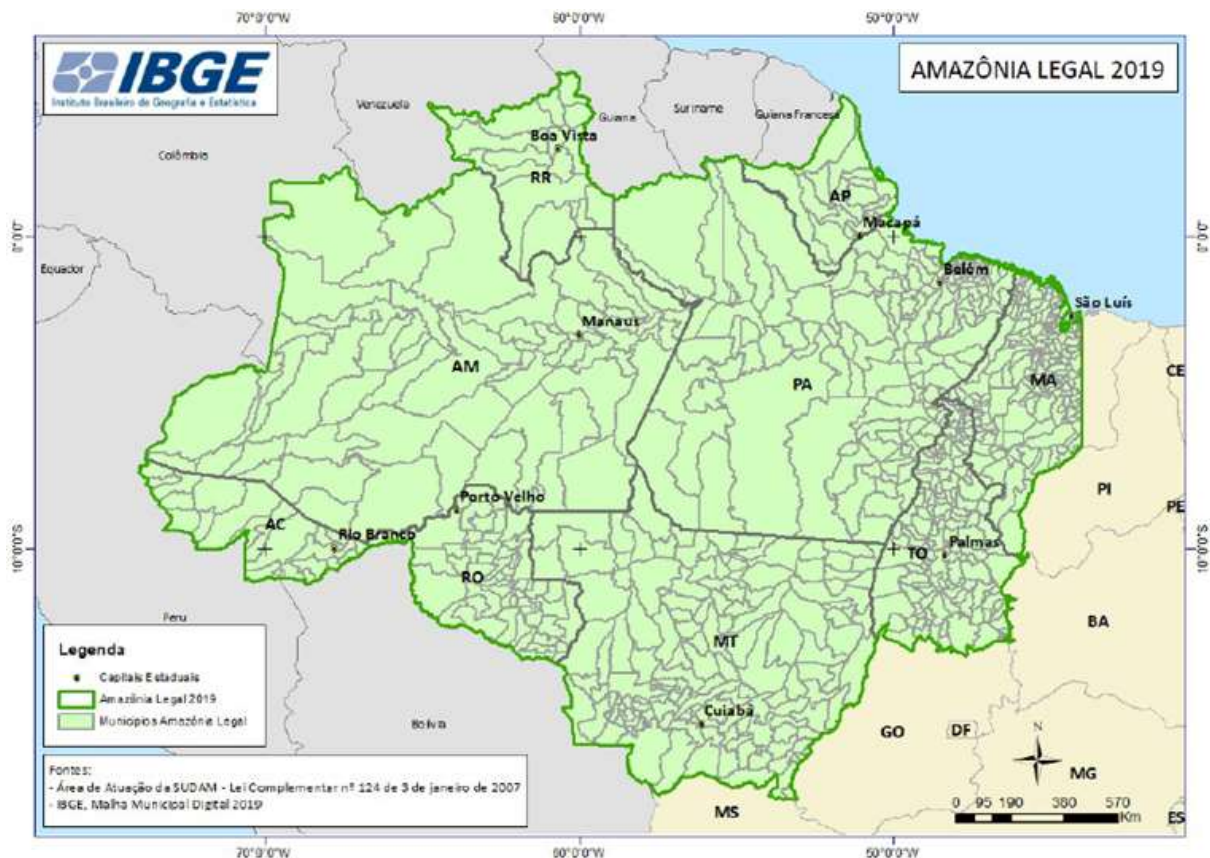 70°0'0"W
60°0'0"W
50°0'0"W
IBGE
Instituto Brasileiro de Geografia e Estatística
AMAZÔNIA LEGAL 2019
Venezuela
Guiana
Suriname
Guiana Francesa
Colômbia
Boa Vista
RR
AP
Macapá
0°0'0"
0°0'0"
Equador
Belém
São Luís
Manaus
AM
PA
MA
CE
PI
PE
Porto Velho
AC
Rio Branco
10°0'0"S
10°0'0"S
TO
Palmas
RO
BA
Peru
MT
Legenda
Capitais Estaduais
Amazônia Legal 2019
Municípios Amazônia Legal
Bolívia
Cuiabá
GO
DF
N
MG
Fontes:
- Área de Atuação da SUDAM - Lei Complementar nº 124 de 3 de janeiro de 2007
- IBGE, Malha Municipal Digital 2019
MS
0 95 190 380 570
Km
ES
70°0'0"W
60°0'0"W
50°0'0"W